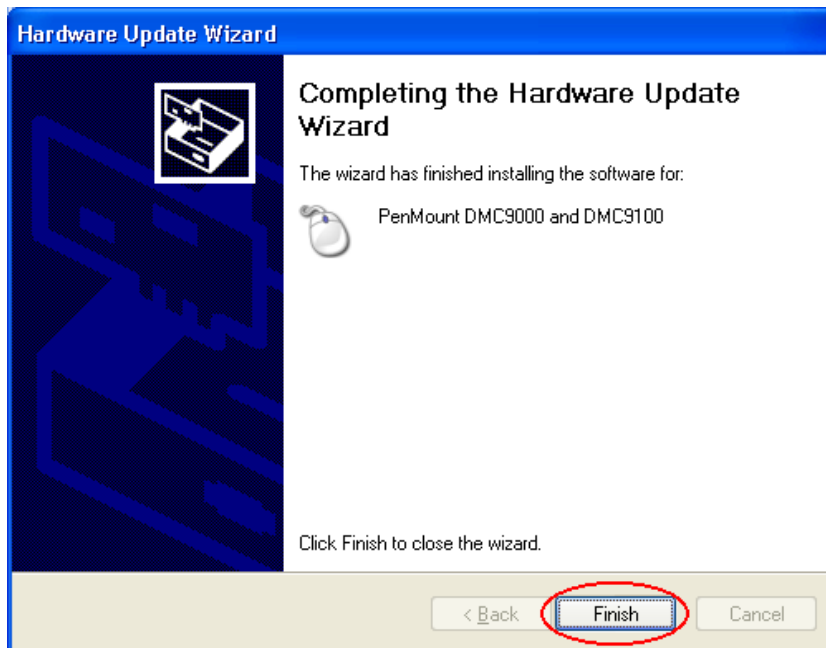 Hardware Update Wizard
Completing the Hardware Update
Wizard
The wizard has finished installing the software for:
PenMount DMC9000 and DMC9100
Click Finish to close the wizard.
< Back
Finish
Cancel